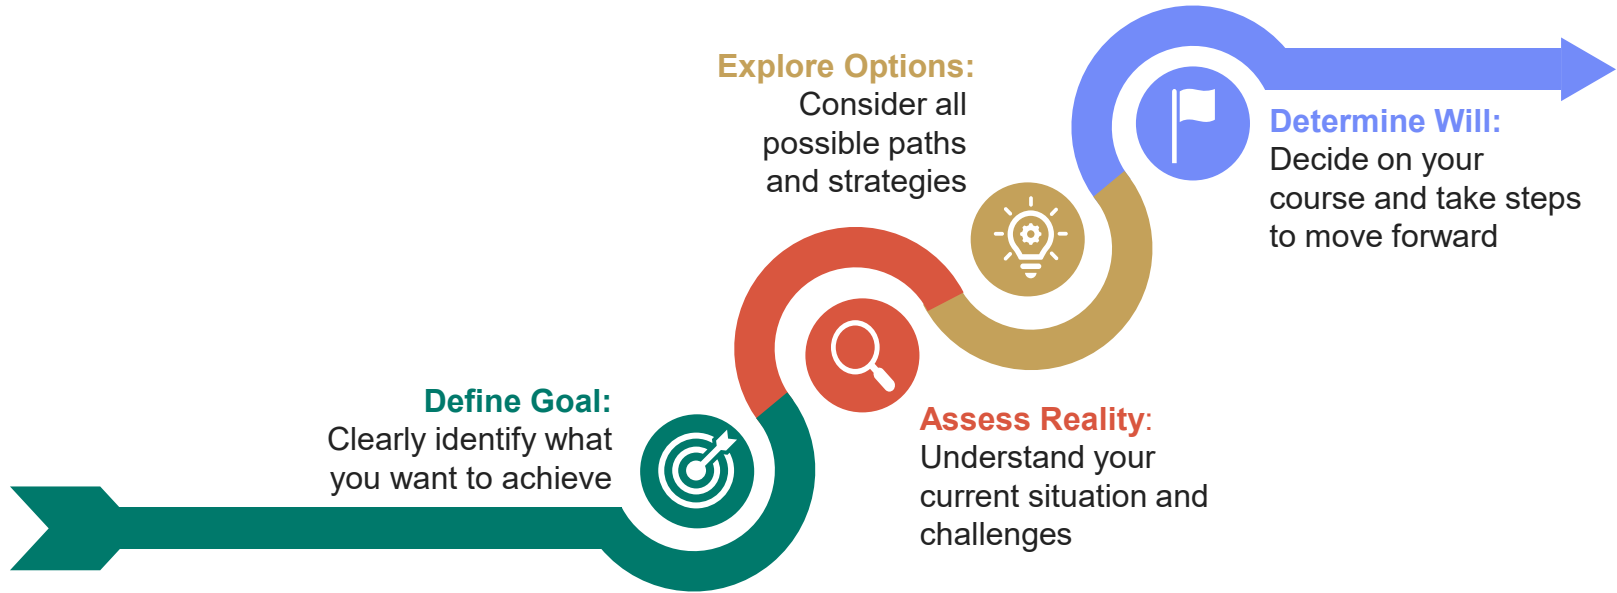 Define Goal:
Clearly identify what
you want to achieve
Assess Reality:
Understand your
current situation and
challenges
Explore Options:
Consider all
possible paths
and strategies
Determine Will:
Decide on your
course and take steps
to move forward